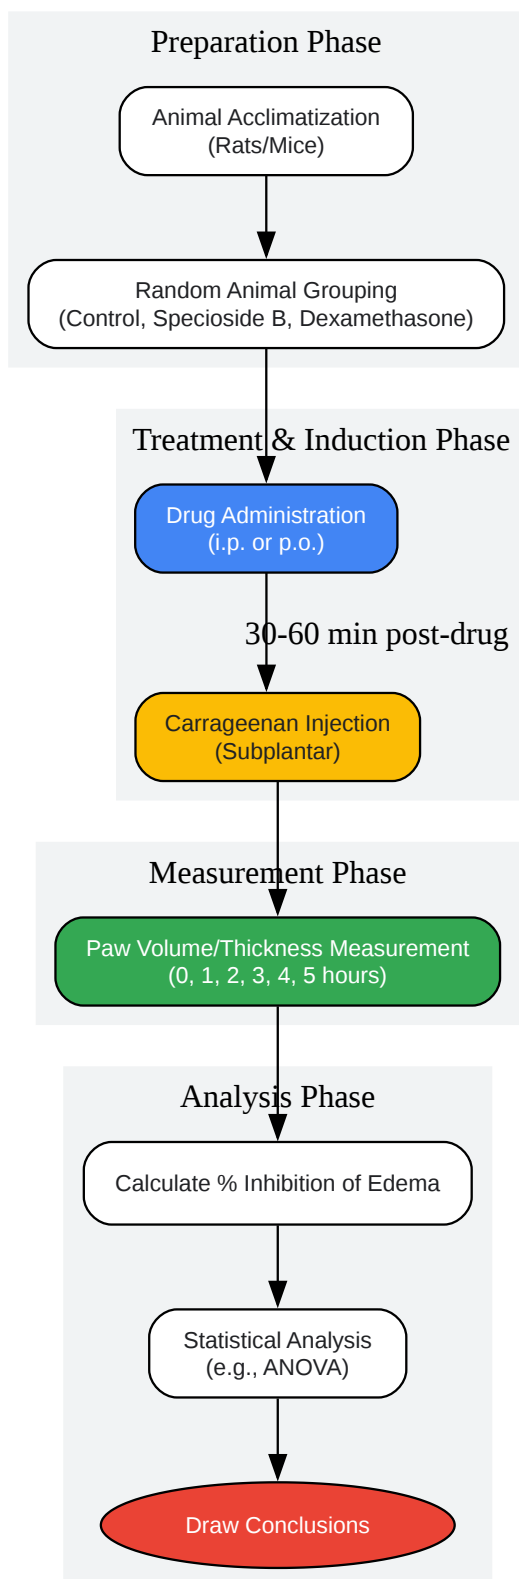 Preparation Phase
Animal Acclimatization
(Rats/Mice)
Random Animal Grouping
(Control, Specioside B, Dexamethasone)
Treatment & Induction Phase
Drug Administration
(i.p. or p.o.)
30-60 min post-drug
Carrageenan Injection
(Subplantar)
Measurement Phase
Paw Volume/Thickness Measurement
(0, 1, 2, 3, 4, 5 hours)
Analysis Phase
Calculate % Inhibition of Edema
Statistical Analysis
(e.g., ANOVA)
Draw Conclusions